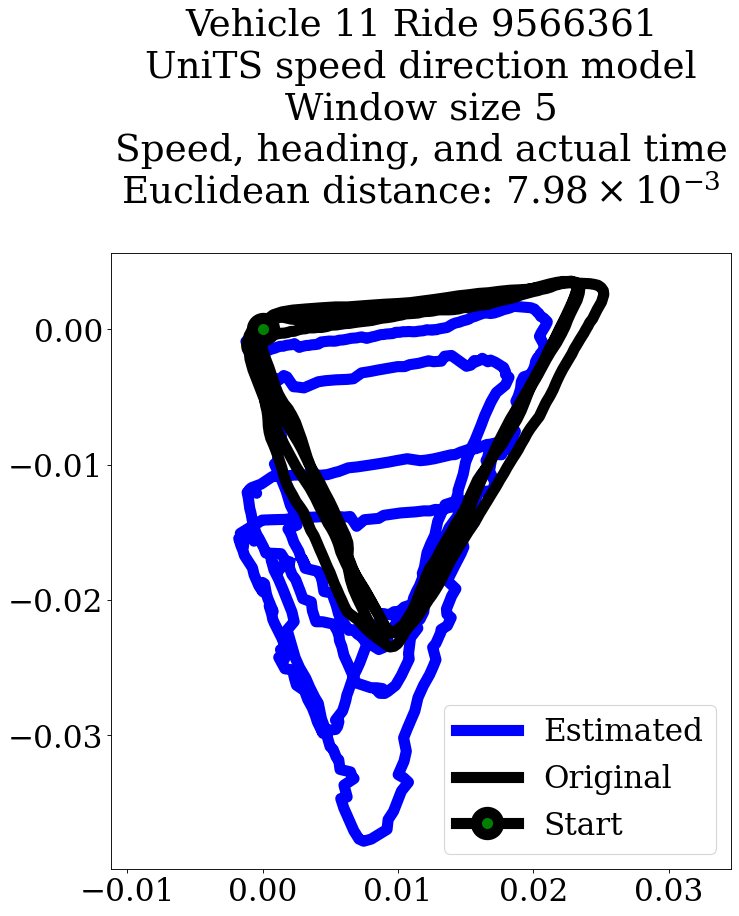 Vehicle 11 Ride 9566361
UniTS speed direction model
Window size 5
Speed, heading, and actual time
Euclidean distance: 7.98 × 10⁻³
0.00
−0.01
−0.02
−0.03
Estimated
Original
Start
−0.01 0.00 0.01 0.02 0.03